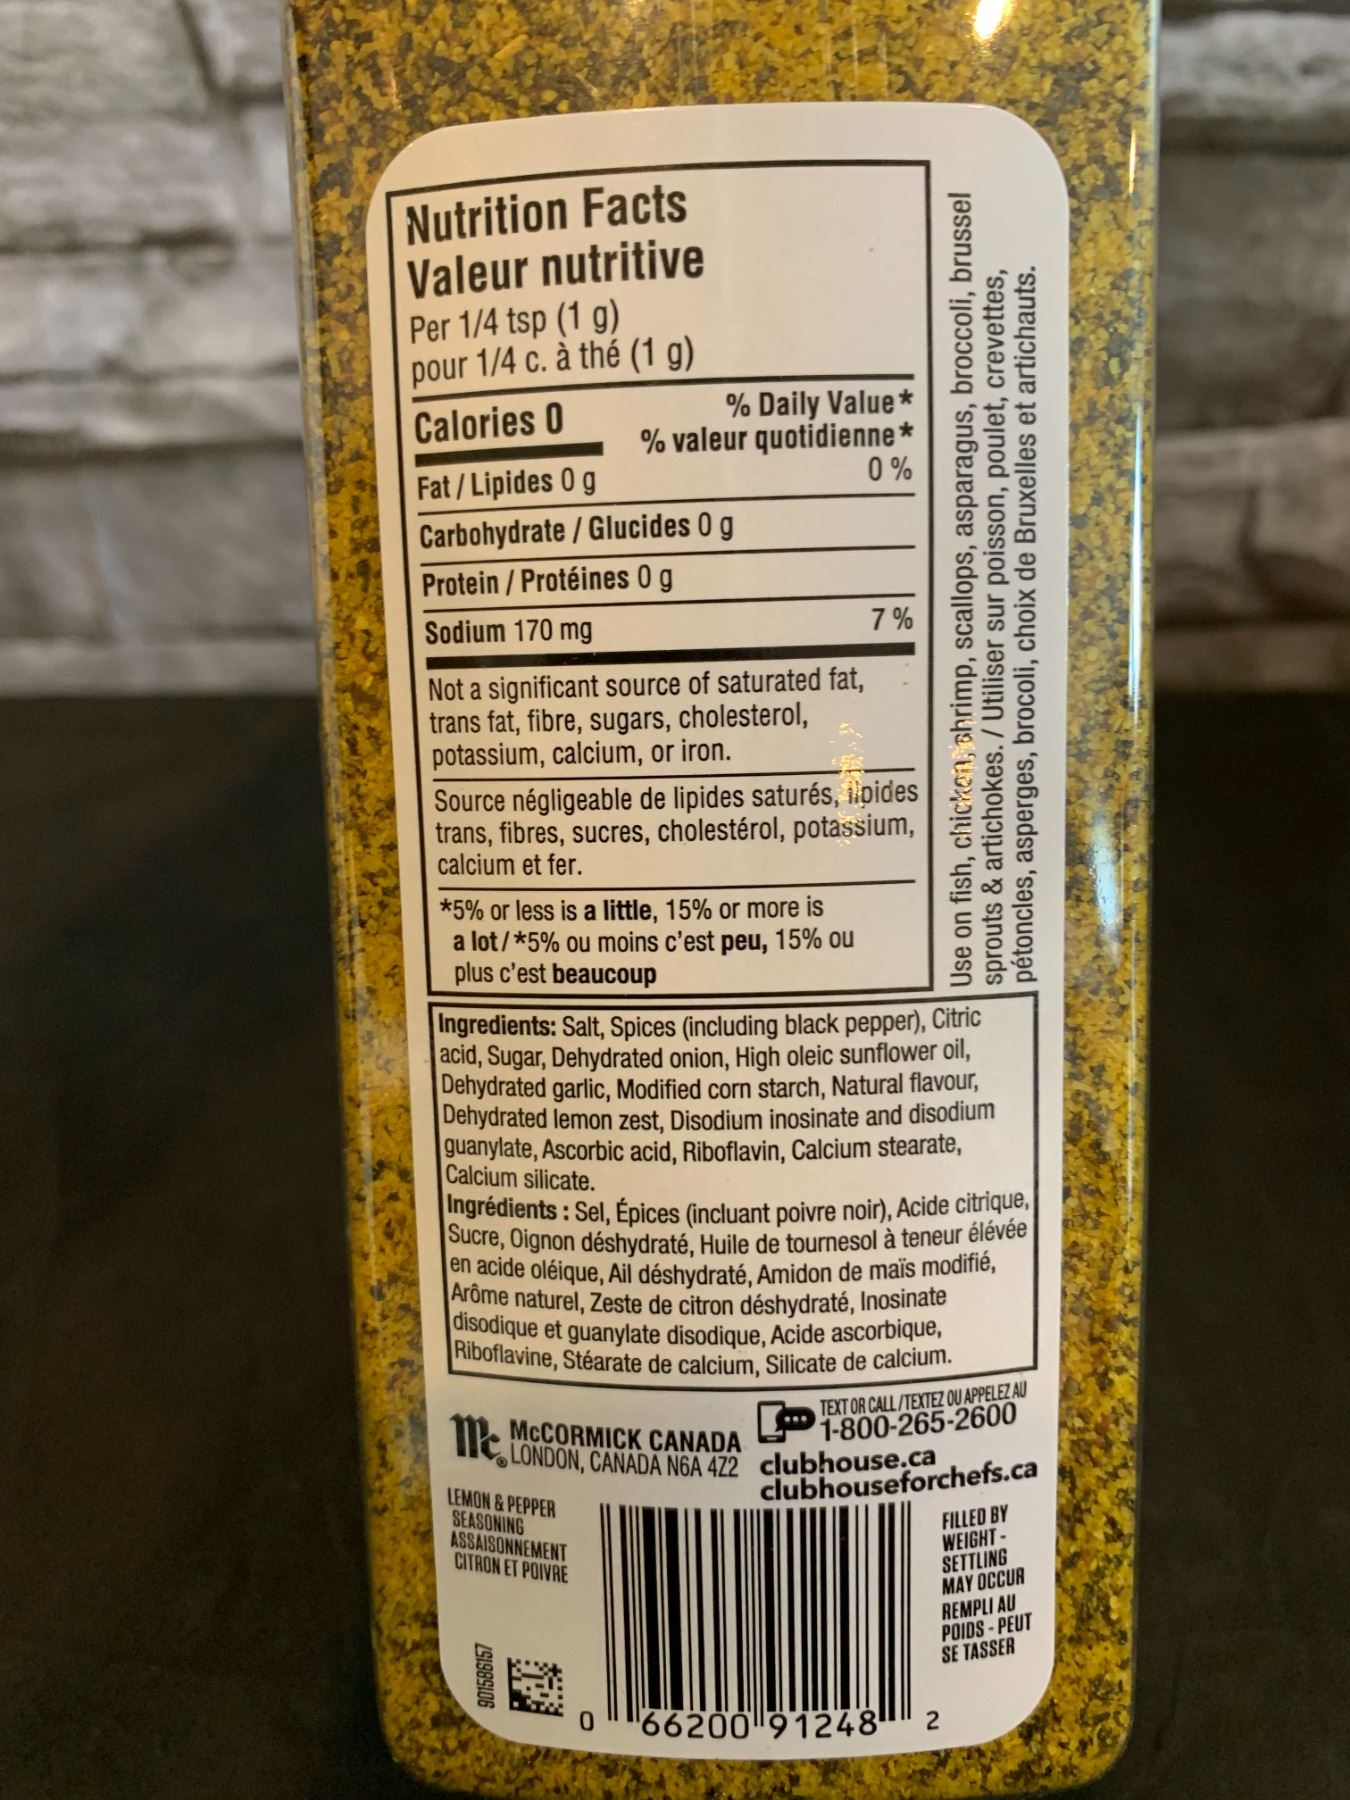 Nutrition Facts
Valeur nutritive
Per 1/4 tsp (1 g)
pour 1/4 c. à thé (1 g)
Calories 0
% Daily Value*
% valeur quotidienne*
Fat / Lipides 0 g 0 %
Carbohydrate / Glucides 0 g
Protein / Protéines 0 g
Sodium 170 mg 7 %
Not a significant source of saturated fat,
trans fat, fibre, sugars, cholesterol,
potassium, calcium, or iron.
Source négligeable de lipides saturés, lipides
trans, fibres, sucres, cholestérol, potassium,
calcium et fer.
*5% or less is a little, 15% or more is
a lot / *5% ou moins c'est peu, 15% ou
plus c'est beaucoup
Use on fish, chicken, shrimp, scallops, asparagus, broccoli, brussel
sprouts & artichokes. / Utiliser sur poisson, poulet, crevettes,
pétoncles, asperges, brocoli, choix de Bruxelles et artichauts.
Ingredients: Salt, Spices (including black pepper), Citric
acid, Sugar, Dehydrated onion, High oleic sunflower oil,
Dehydrated garlic, Modified corn starch, Natural flavour,
Dehydrated lemon zest, Disodium inosinate and disodium
guanylate, Ascorbic acid, Riboflavin, Calcium stearate,
Calcium silicate.
Ingrédients : Sel, Épices (incluant poivre noir), Acide citrique,
Sucre, Oignon déshydraté, Huile de tournesol à teneur élévée
en acide oléique, Ail déshydraté, Amidon de maïs modifié,
Arôme naturel, Zeste de citron déshydraté, Inosinate
disodique et guanylate disodique, Acide ascorbique,
Riboflavine, Stéarate de calcium, Silicate de calcium.
Mc® McCORMICK CANADA
LONDON, CANADA N6A 4Z2
TEXT OR CALL / TEXTEZ OU APPELEZ AU
1-800-265-2600
clubhouse.ca
clubhouseforchefs.ca
LEMON & PEPPER
SEASONING
ASSAISONNEMENT
CITRON ET POIVRE
FILLED BY
WEIGHT -
SETTLING
MAY OCCUR
REMPLI AU
POIDS - PEUT
SE TASSER
901586157
0 66200 91248 2